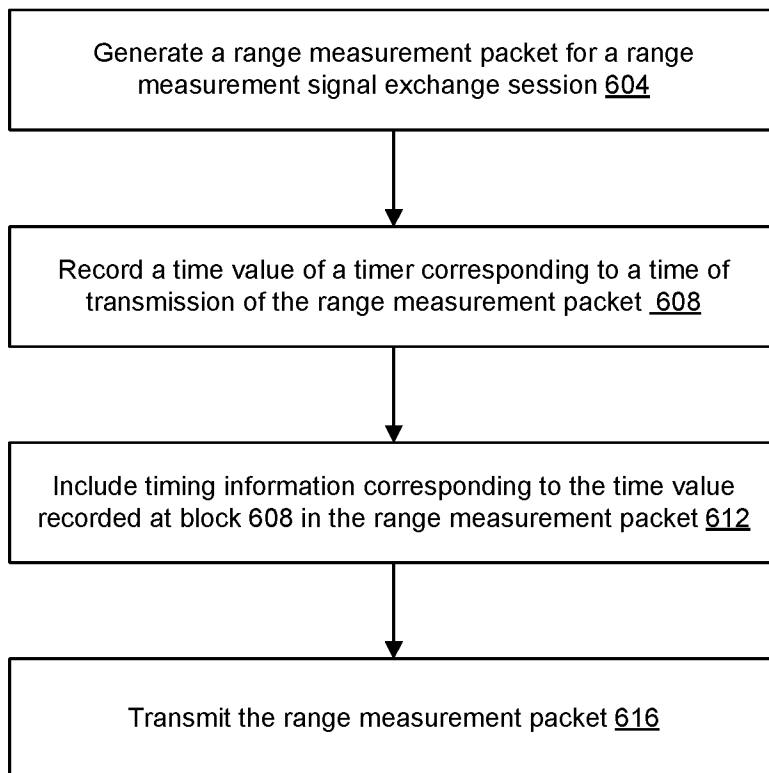 Generate a range measurement packet for a range
measurement signal exchange session 604
Record a time value of a timer corresponding to a time of
transmission of the range measurement packet 608
Include timing information corresponding to the time value
recorded at block 608 in the range measurement packet 612
Transmit the range measurement packet 616